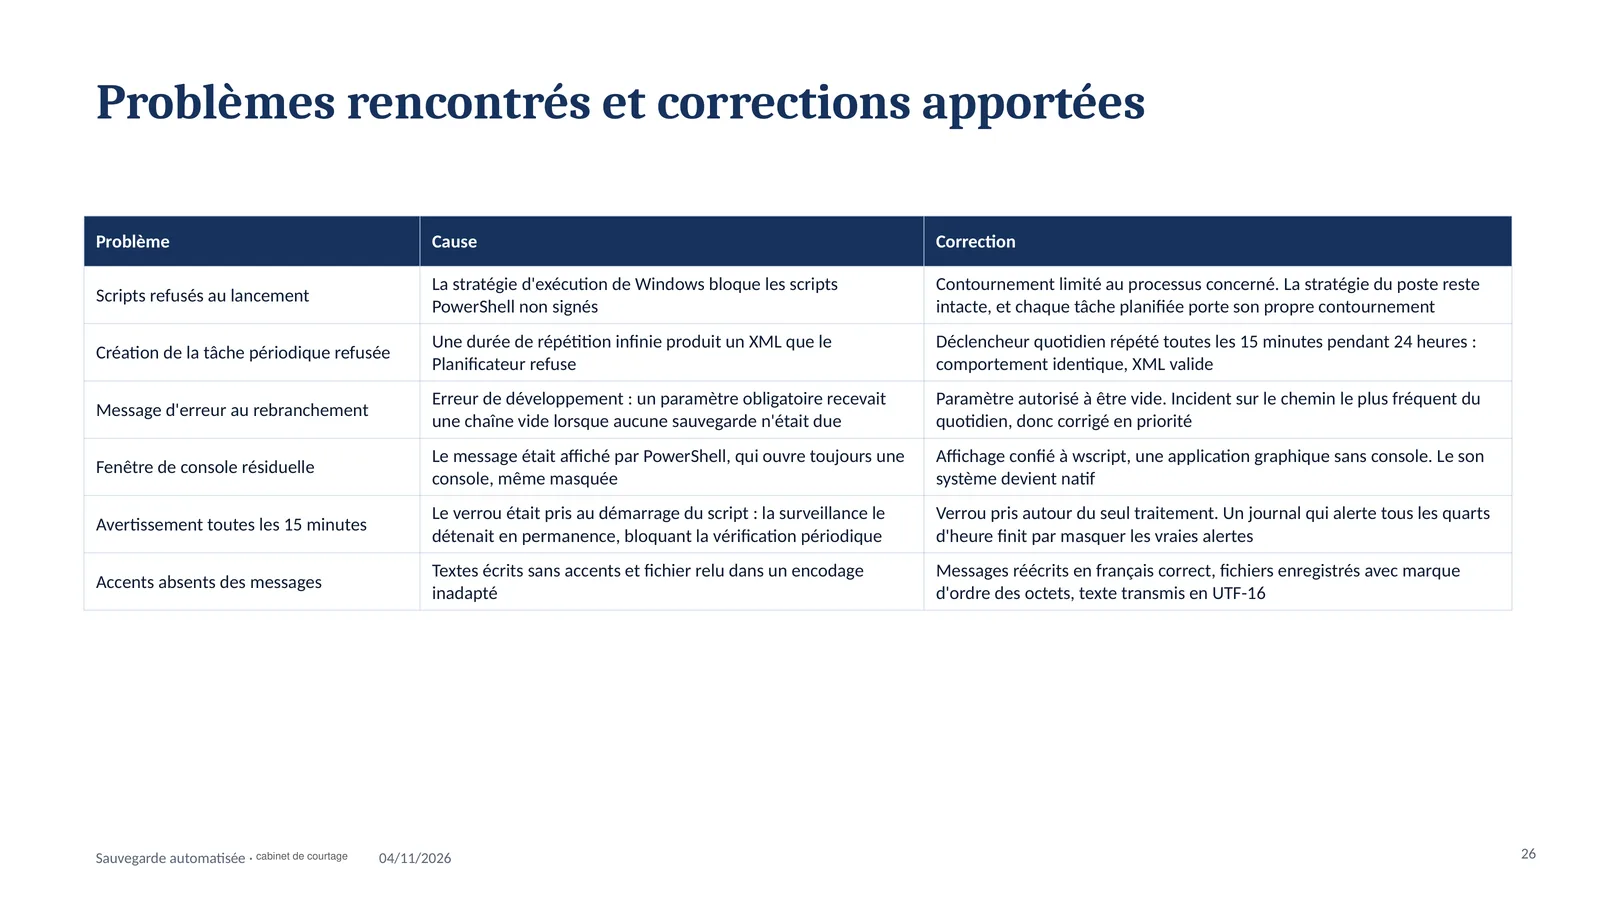 Problèmes rencontrés et corrections apportées
Problème
Cause
Correction
Scripts refusés au lancement
La stratégie d'exécution de Windows bloque les scripts
PowerShell non signés
Contournement limité au processus concerné. La stratégie du poste reste
intacte, et chaque tâche planifiée porte son propre contournement
Création de la tâche périodique refusée
Une durée de répétition infinie produit un XML que le
Planificateur refuse
Déclencheur quotidien répété toutes les 15 minutes pendant 24 heures :
comportement identique, XML valide
Message d'erreur au rebranchement
Erreur de développement : un paramètre obligatoire recevait
une chaîne vide lorsque aucune sauvegarde n'était due
Paramètre autorisé à être vide. Incident sur le chemin le plus fréquent du
quotidien, donc corrigé en priorité
Fenêtre de console résiduelle
Le message était affiché par PowerShell, qui ouvre toujours une
console, même masquée
Affichage confié à wscript, une application graphique sans console. Le son
système devient natif
Avertissement toutes les 15 minutes
Le verrou était pris au démarrage du script : la surveillance le
détenait en permanence, bloquant la vérification périodique
Verrou pris autour du seul traitement. Un journal qui alerte tous les quarts
d'heure finit par masquer les vraies alertes
Accents absents des messages
Textes écrits sans accents et fichier relu dans un encodage
inadapté
Messages réécrits en français correct, fichiers enregistrés avec marque
d'ordre des octets, texte transmis en UTF-16
Sauvegarde automatisée · cabinet de courtage 04/11/2026
26